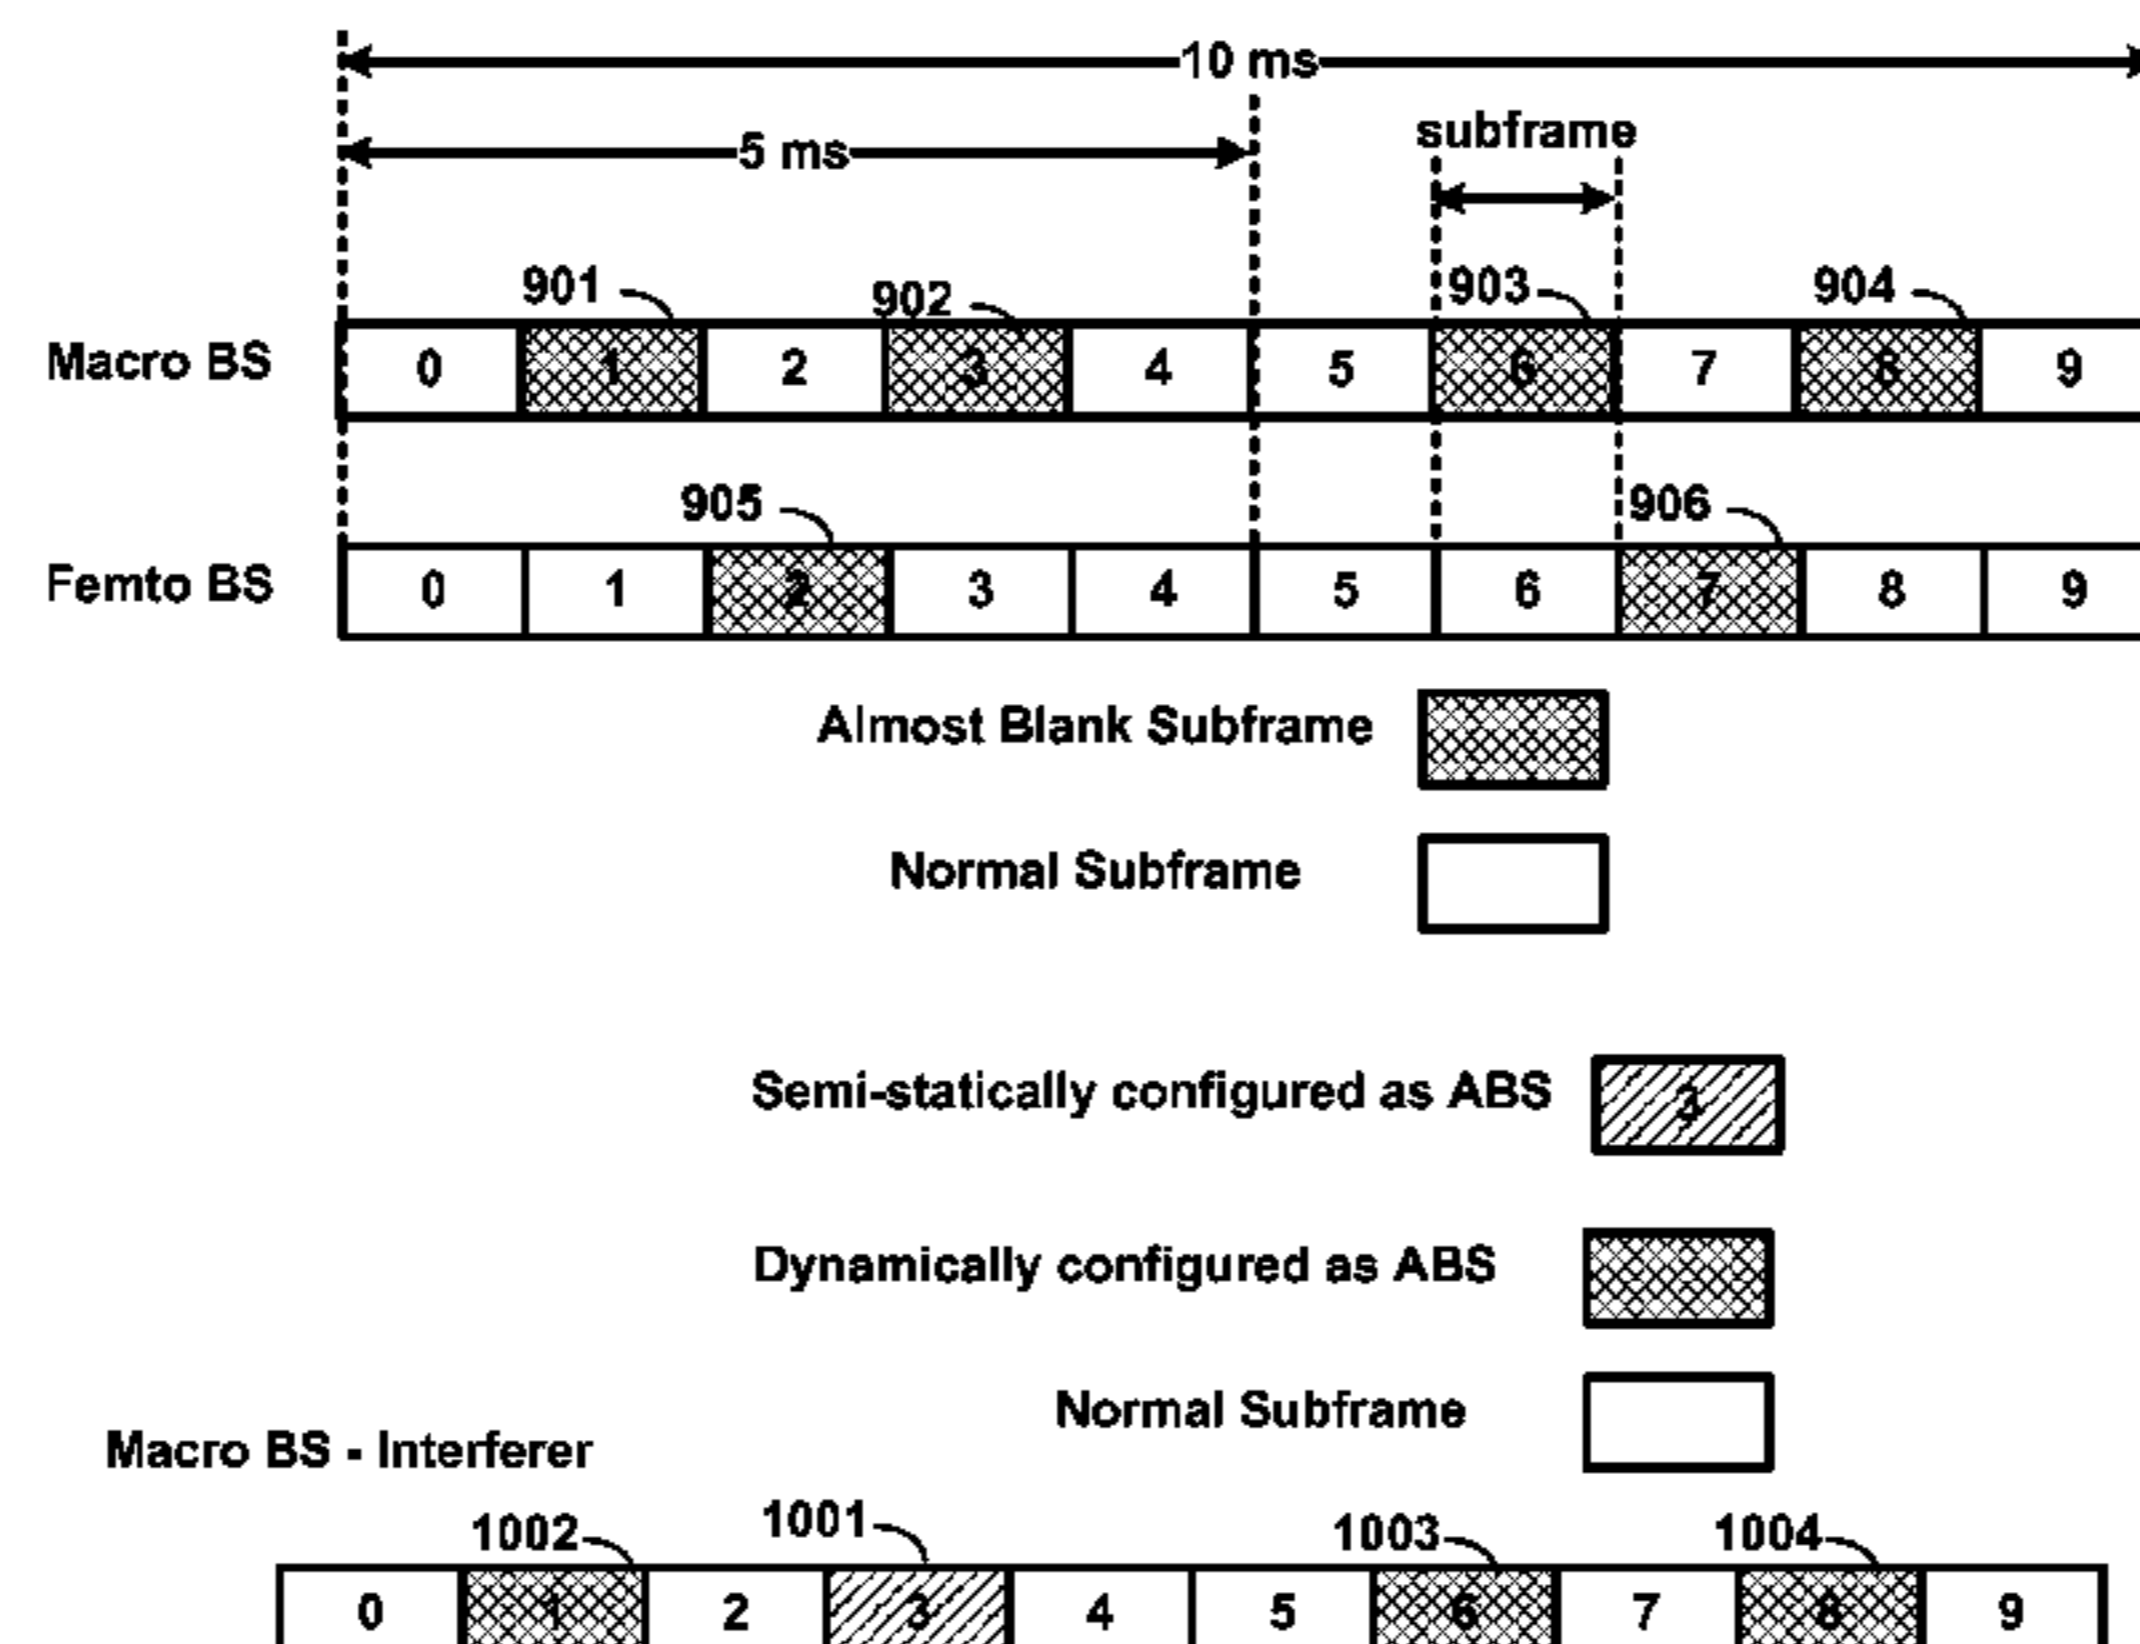 10 ms
5 ms
subframe
901 902 903 904
Macro BS 0 1 2 3 4 5 6 7 8 9
905 906
Femto BS 0 1 2 3 4 5 6 7 8 9
Almost Blank Subframe
Normal Subframe
Semi-statically configured as ABS 3
Dynamically configured as ABS
Normal Subframe
Macro BS - Interferer
1002 1001 1003 1004
0 1 2 3 4 5 6 7 8 9